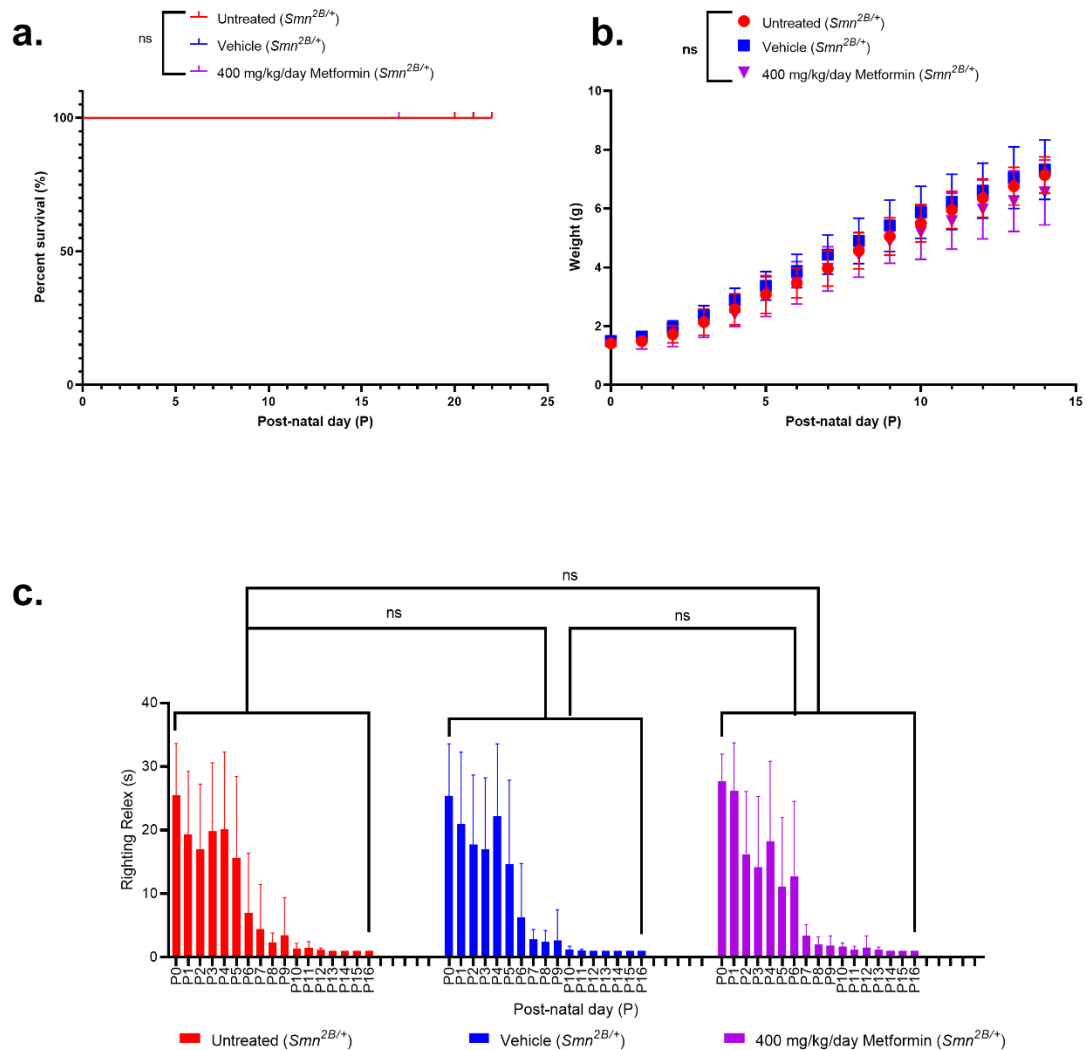 a.
ns
Untreated (Smn2B/+)
Vehicle (Smn2B/+)
400 mg/kg/day Metformin (Smn2B/+)
Percent survival (%)
100
50
0
0 5 10 15 20 25
Post-natal day (P)
b.
ns
Untreated (Smn2B/+)
Vehicle (Smn2B/+)
400 mg/kg/day Metformin (Smn2B/+)
Weight (g)
10
8
6
4
2
0
0 5 10 15
Post-natal day (P)
c.
ns
ns ns
Righting Relex (s)
40
30
20
10
0
P0 P1 P2 P3 P4 P5 P6 P7 P8 P9 P10 P11 P12 P13 P14 P15 P16 P0 P1 P2 P3 P4 P5 P6 P7 P8 P9 P10 P11 P12 P13 P14 P15 P16 P0 P1 P2 P3 P4 P5 P6 P7 P8 P9 P10 P11 P12 P13 P14 P15 P16
Post-natal day (P)
Untreated (Smn2B/+) Vehicle (Smn2B/+) 400 mg/kg/day Metformin (Smn2B/+)